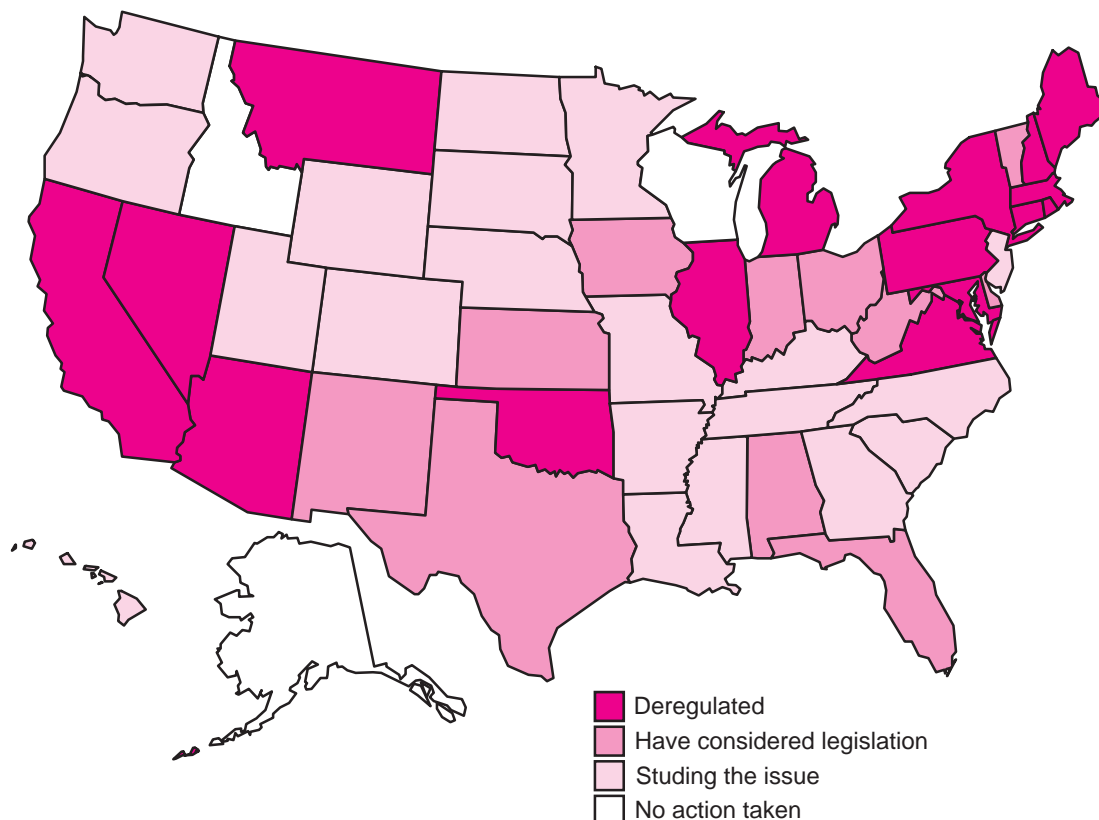 Deregulated
Have considered legislation
Studing the issue
No action taken